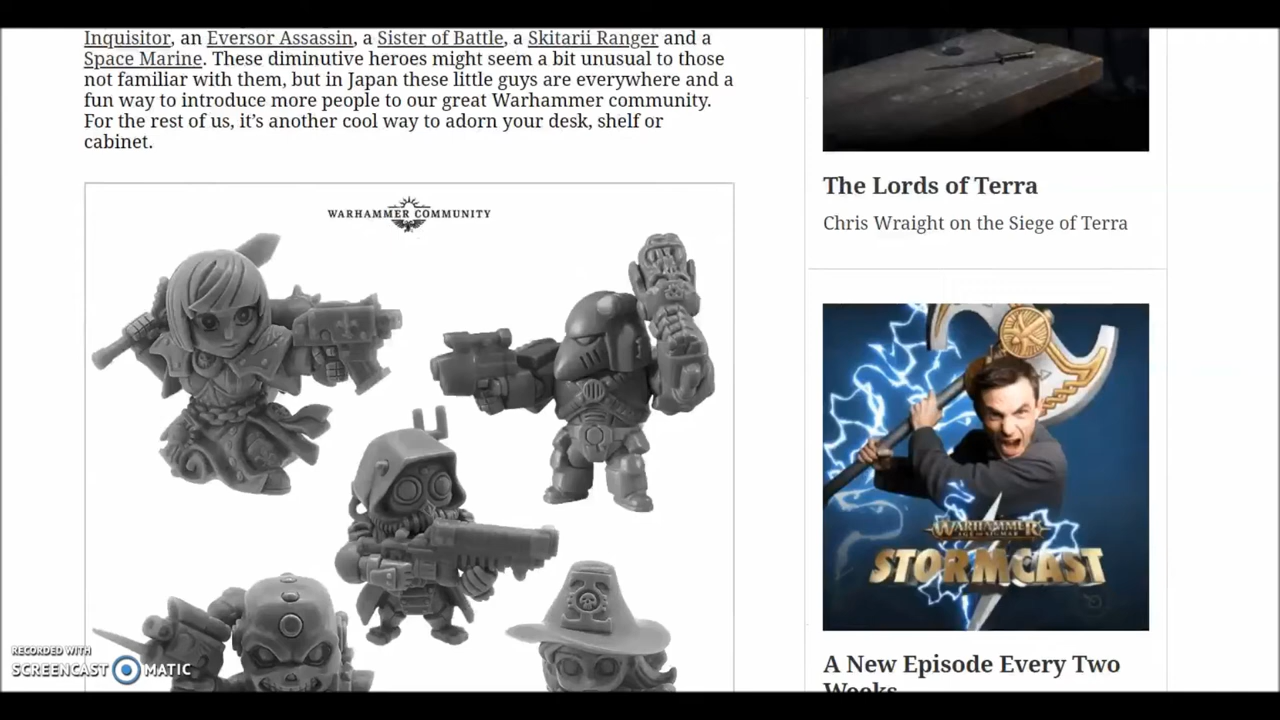 Inquisitor, an Eversor Assassin, a Sister of Battle, a Skitarii Ranger and a
Space Marine. These diminutive heroes might seem a bit unusual to those
not familiar with them, but in Japan these little guys are everywhere and a
fun way to introduce more people to our great Warhammer community.
For the rest of us, it’s another cool way to adorn your desk, shelf or
cabinet.
WARHAMMER COMMUNITY
The Lords of Terra
Chris Wraight on the Siege of Terra
WARHAMMER
AGE OF SIGMAR
STORMCAST
A New Episode Every Two
Weeks
RECORDED WITH
SCREENCAST MATIC